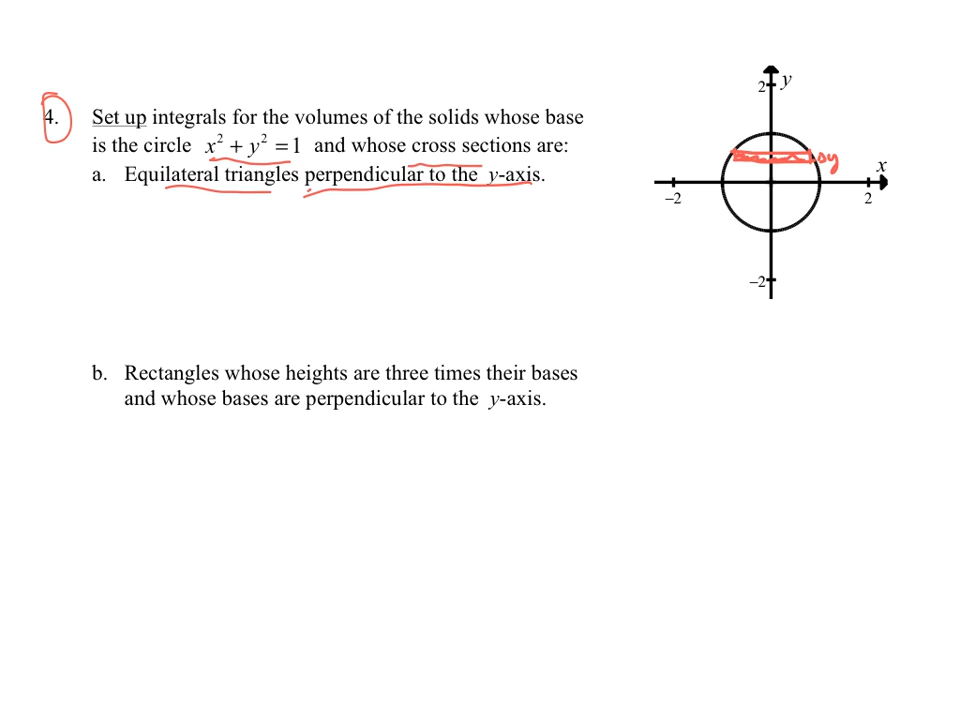 4. Set up integrals for the volumes of the solids whose base
is the circle x² + y² = 1 and whose cross sections are:
a. Equilateral triangles perpendicular to the y-axis.
b. Rectangles whose heights are three times their bases
and whose bases are perpendicular to the y-axis.
2 y
x
−2 2
−2